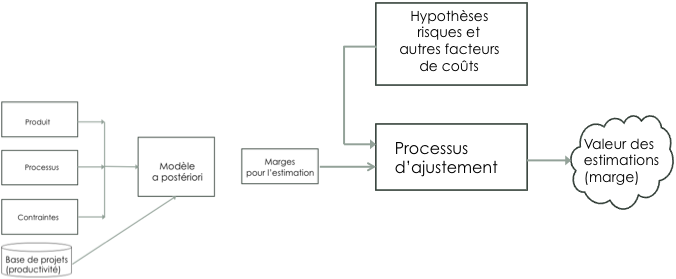 Hypothèses
risques et
autres facteurs
de coûts
Produit
Processus
Contraintes
Base de projets
(productivité)
Modèle
a postériori
Marges
pour l'estimation
Processus
d'ajustement
Valeur des
estimations
(marge)